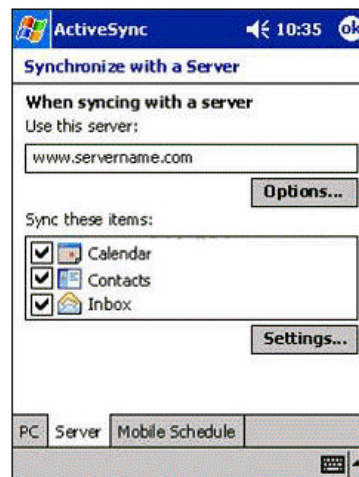 ActiveSync 10:35 ok
Synchronize with a Server
When syncing with a server
Use this server:
www.servername.com
Options...
Sync these items:
Calendar
Contacts
Inbox
Settings...
PC Server Mobile Schedule